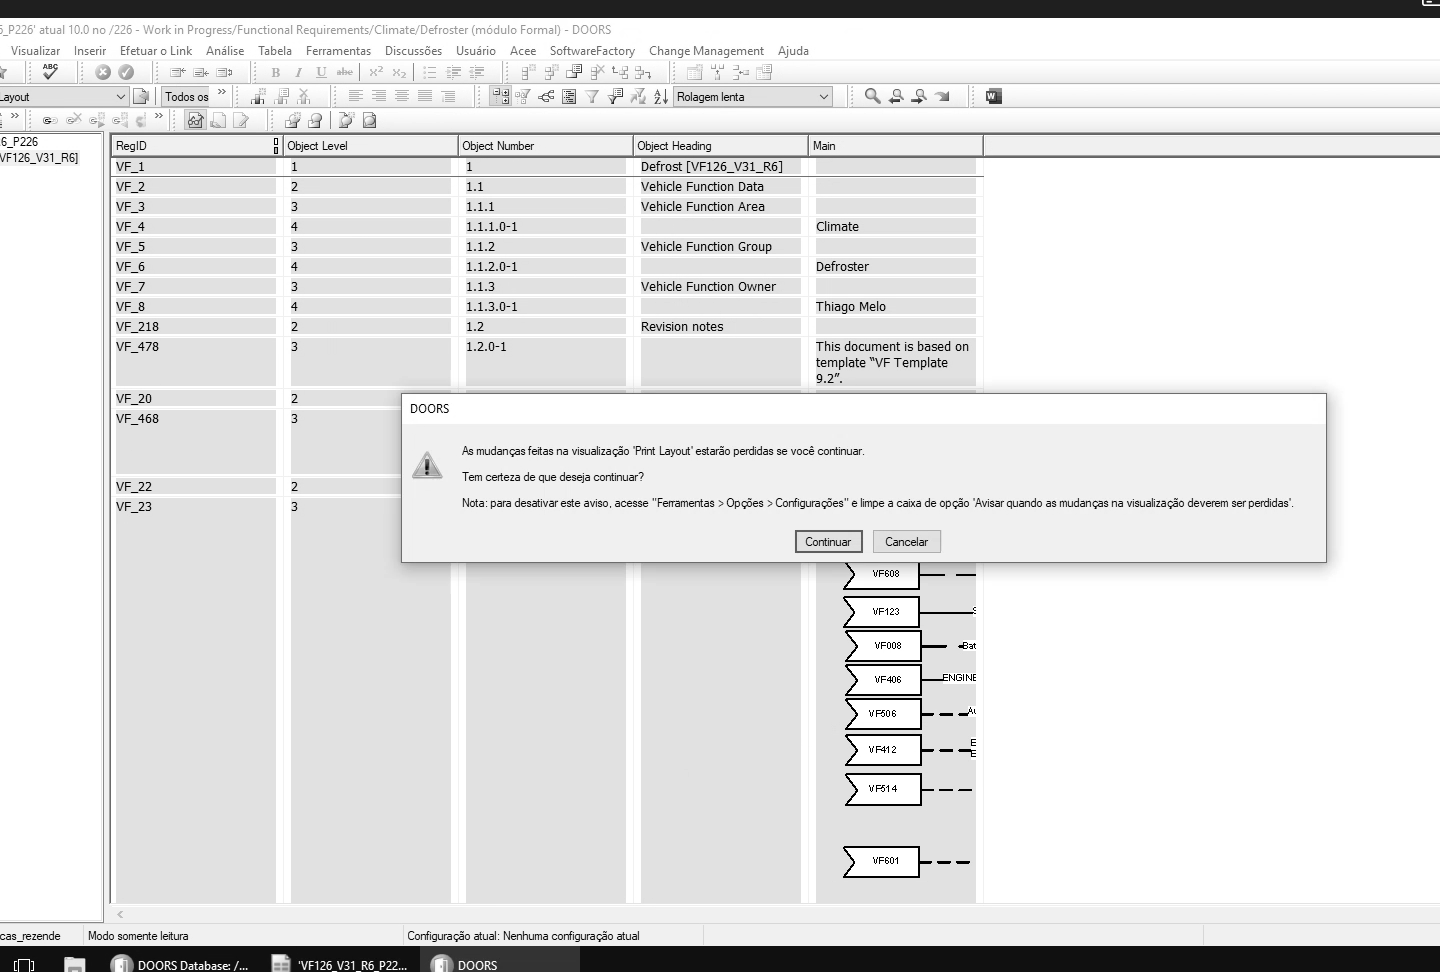 6_P226' atual 10.0 no /226 - Work in Progress/Functional Requirements/Climate/Defroster (módulo Formal) - DOORS
Visualizar Inserir Efetuar o Link Análise Tabela Ferramentas Discussões Usuário Acee SoftwareFactory Change Management Ajuda
ABC B I U abc x² x₂
Layout Todos os » Rolagem lenta
» »
6_P226
VF126_V31_R6]
RegID Object Level Object Number Object Heading Main
VF_1 1 1 Defrost [VF126_V31_R6]
VF_2 2 1.1 Vehicle Function Data
VF_3 3 1.1.1 Vehicle Function Area
VF_4 4 1.1.1.0-1 Climate
VF_5 3 1.1.2 Vehicle Function Group
VF_6 4 1.1.2.0-1 Defroster
VF_7 3 1.1.3 Vehicle Function Owner
VF_8 4 1.1.3.0-1 Thiago Melo
VF_218 2 1.2 Revision notes
VF_478 3 1.2.0-1 This document is based on
template "VF Template
9.2".
VF_20 2
VF_468 3
VF_22 2
VF_23 3
DOORS
As mudanças feitas na visualização 'Print Layout' estarão perdidas se você continuar.
Tem certeza de que deseja continuar?
Nota: para desativar este aviso, acesse "Ferramentas > Opções > Configurações" e limpe a caixa de opção 'Avisar quando as mudanças na visualização deverem ser perdidas'.
Continuar Cancelar
VF608
VF123 S
VF008 Bat
VF406 ENGINE
VF506 Au
VF412 E
E
VF514
VF601
cas_rezende Modo somente leitura Configuração atual: Nenhuma configuração atual
DOORS Database: /... 'VF126_V31_R6_P22... DOORS